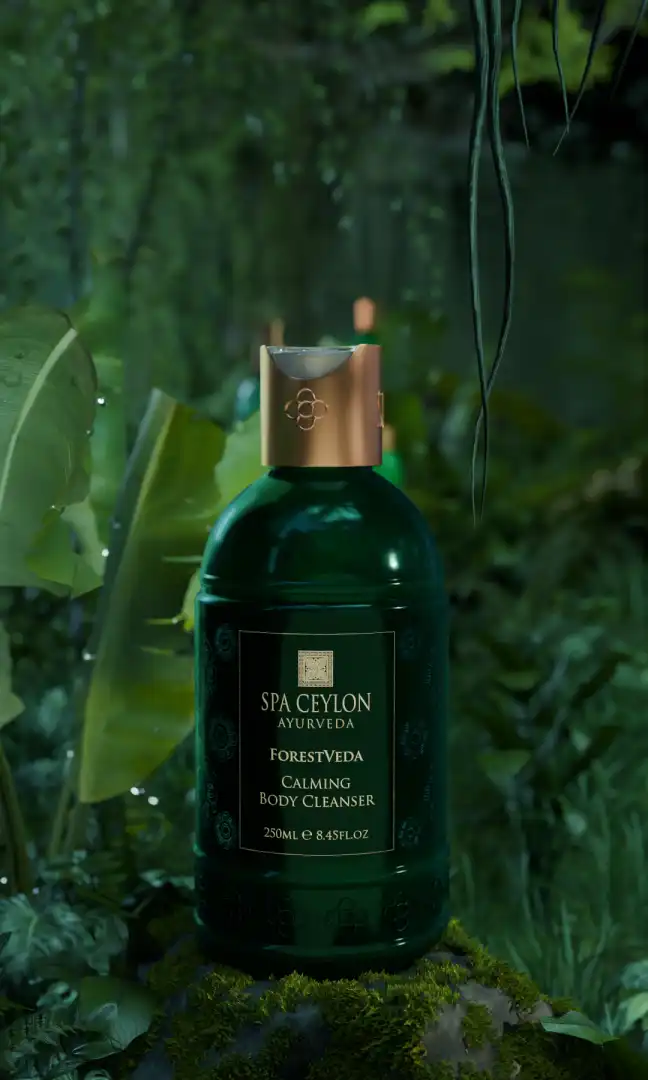 SPA CEYLON
AYURVEDA
FORESTVEDA
CALMING
BODY CLEANSER
250ML ℮ 8.45FL.OZ